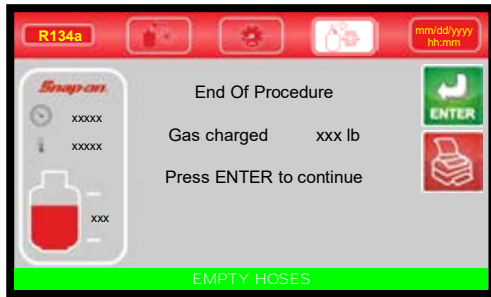 R134a
mm/dd/yyyy
hh:mm
Snap-on
xxxxx
xxxxx
xxx
End Of Procedure
Gas charged xxx lb
Press ENTER to continue
ENTER
EMPTY HOSES